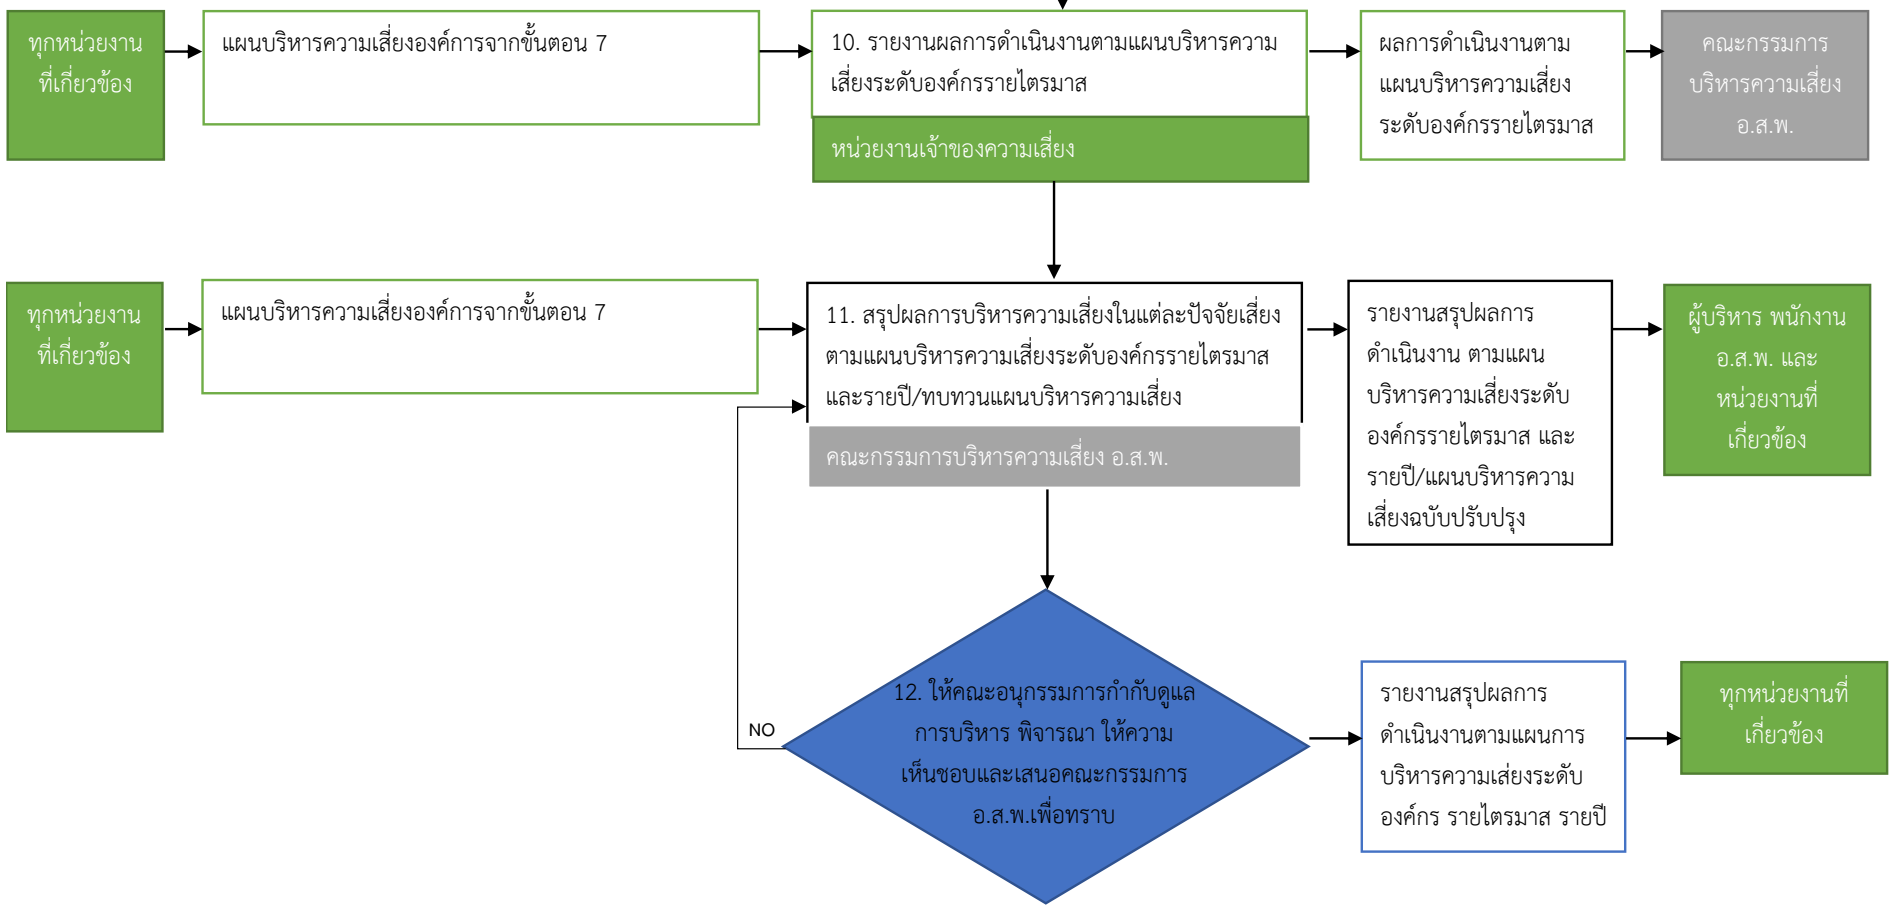 ทุกหน่วยงาน
ที่เกี่ยวข้อง
แผนบริหารความเสี่ยงองค์การจากขั้นตอน 7
10. รายงานผลการดำเนินงานตามแผนบริหารความ
เสี่ยงระดับองค์กรรายไตรมาส
หน่วยงานเจ้าของความเสี่ยง
ผลการดำเนินงานตาม
แผนบริหารความเสี่ยง
ระดับองค์กรรายไตรมาส
คณะกรรมการ
บริหารความเสี่ยง
อ.ส.พ.
ทุกหน่วยงาน
ที่เกี่ยวข้อง
แผนบริหารความเสี่ยงองค์การจากขั้นตอน 7
11. สรุปผลการบริหารความเสี่ยงในแต่ละปัจจัยเสี่ยง
ตามแผนบริหารความเสี่ยงระดับองค์กรรายไตรมาส
และรายปี/ทบทวนแผนบริหารความเสี่ยง
คณะกรรมการบริหารความเสี่ยง อ.ส.พ.
รายงานสรุปผลการ
ดำเนินงาน ตามแผน
บริหารความเสี่ยงระดับ
องค์กรรายไตรมาส และ
รายปี/แผนบริหารความ
เสี่ยงฉบับปรับปรุง
ผู้บริหาร พนักงาน
อ.ส.พ. และ
หน่วยงานที่
เกี่ยวข้อง
NO
12. ให้คณะอนุกรรมการกำกับดูแล
การบริหาร พิจารณา ให้ความ
เห็นชอบและเสนอคณะกรรมการ
อ.ส.พ.เพื่อทราบ
รายงานสรุปผลการ
ดำเนินงานตามแผนการ
บริหารความเส่ยงระดับ
องค์กร รายไตรมาส รายปี
ทุกหน่วยงานที่
เกี่ยวข้อง